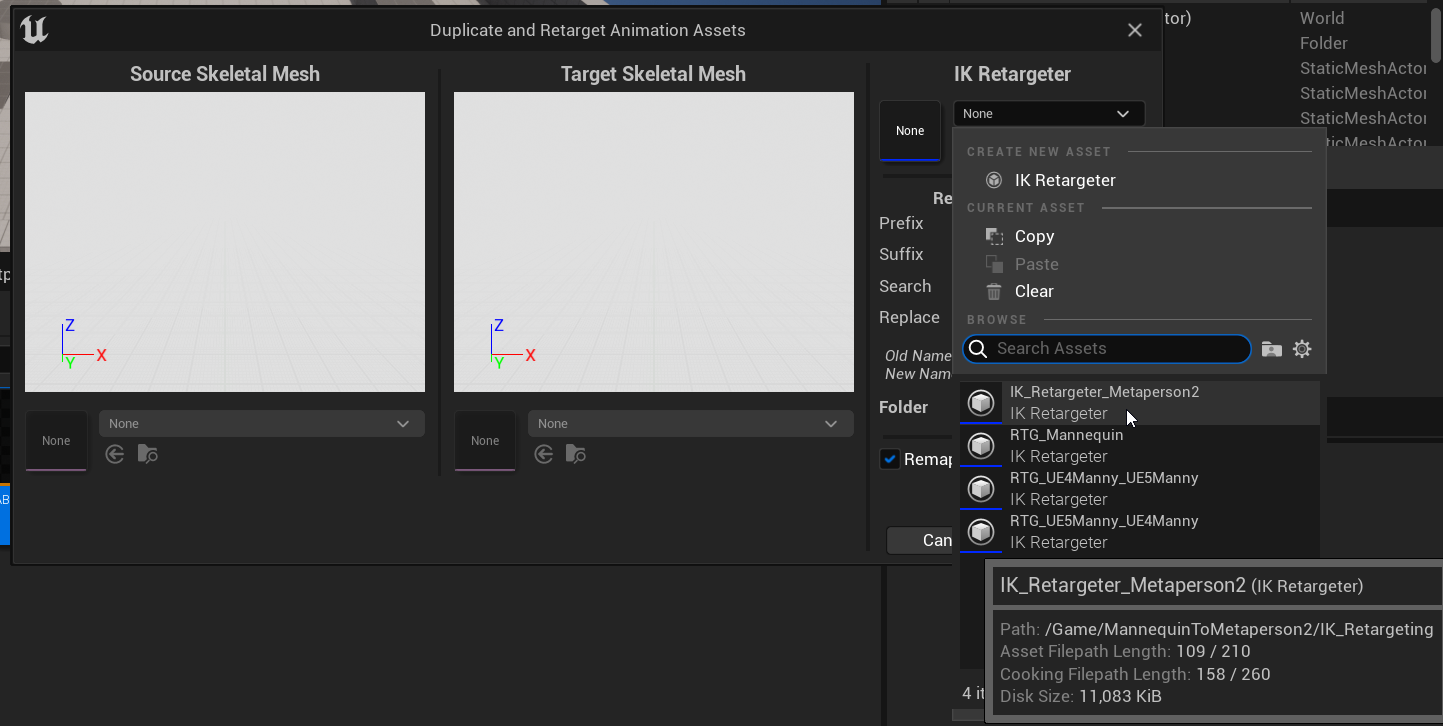 Duplicate and Retarget Animation Assets
Source Skeletal Mesh
Target Skeletal Mesh
IK Retargeter
None
None
CREATE NEW ASSET
IK Retargeter
CURRENT ASSET
Copy
Paste
Clear
BROWSE
Search Assets
IK_Retargeter_Metaperson2
IK Retargeter
RTG_Mannequin
IK Retargeter
RTG_UE4Manny_UE5Manny
IK Retargeter
RTG_UE5Manny_UE4Manny
IK Retargeter
Re
Prefix
Suffix
Search
Replace
Old Name
New Nam
Folder
Remap
Can
4 it
Z
X
Y
Z
X
Y
None
None
None
None
IK_Retargeter_Metaperson2 (IK Retargeter)
Path: /Game/MannequinToMetaperson2/IK_Retargeting
Asset Filepath Length: 109 / 210
Cooking Filepath Length: 158 / 260
Disk Size: 11,083 KiB
tor)
World
Folder
StaticMeshActor
StaticMeshActor
StaticMeshActor
ticMeshActor
tp
AB